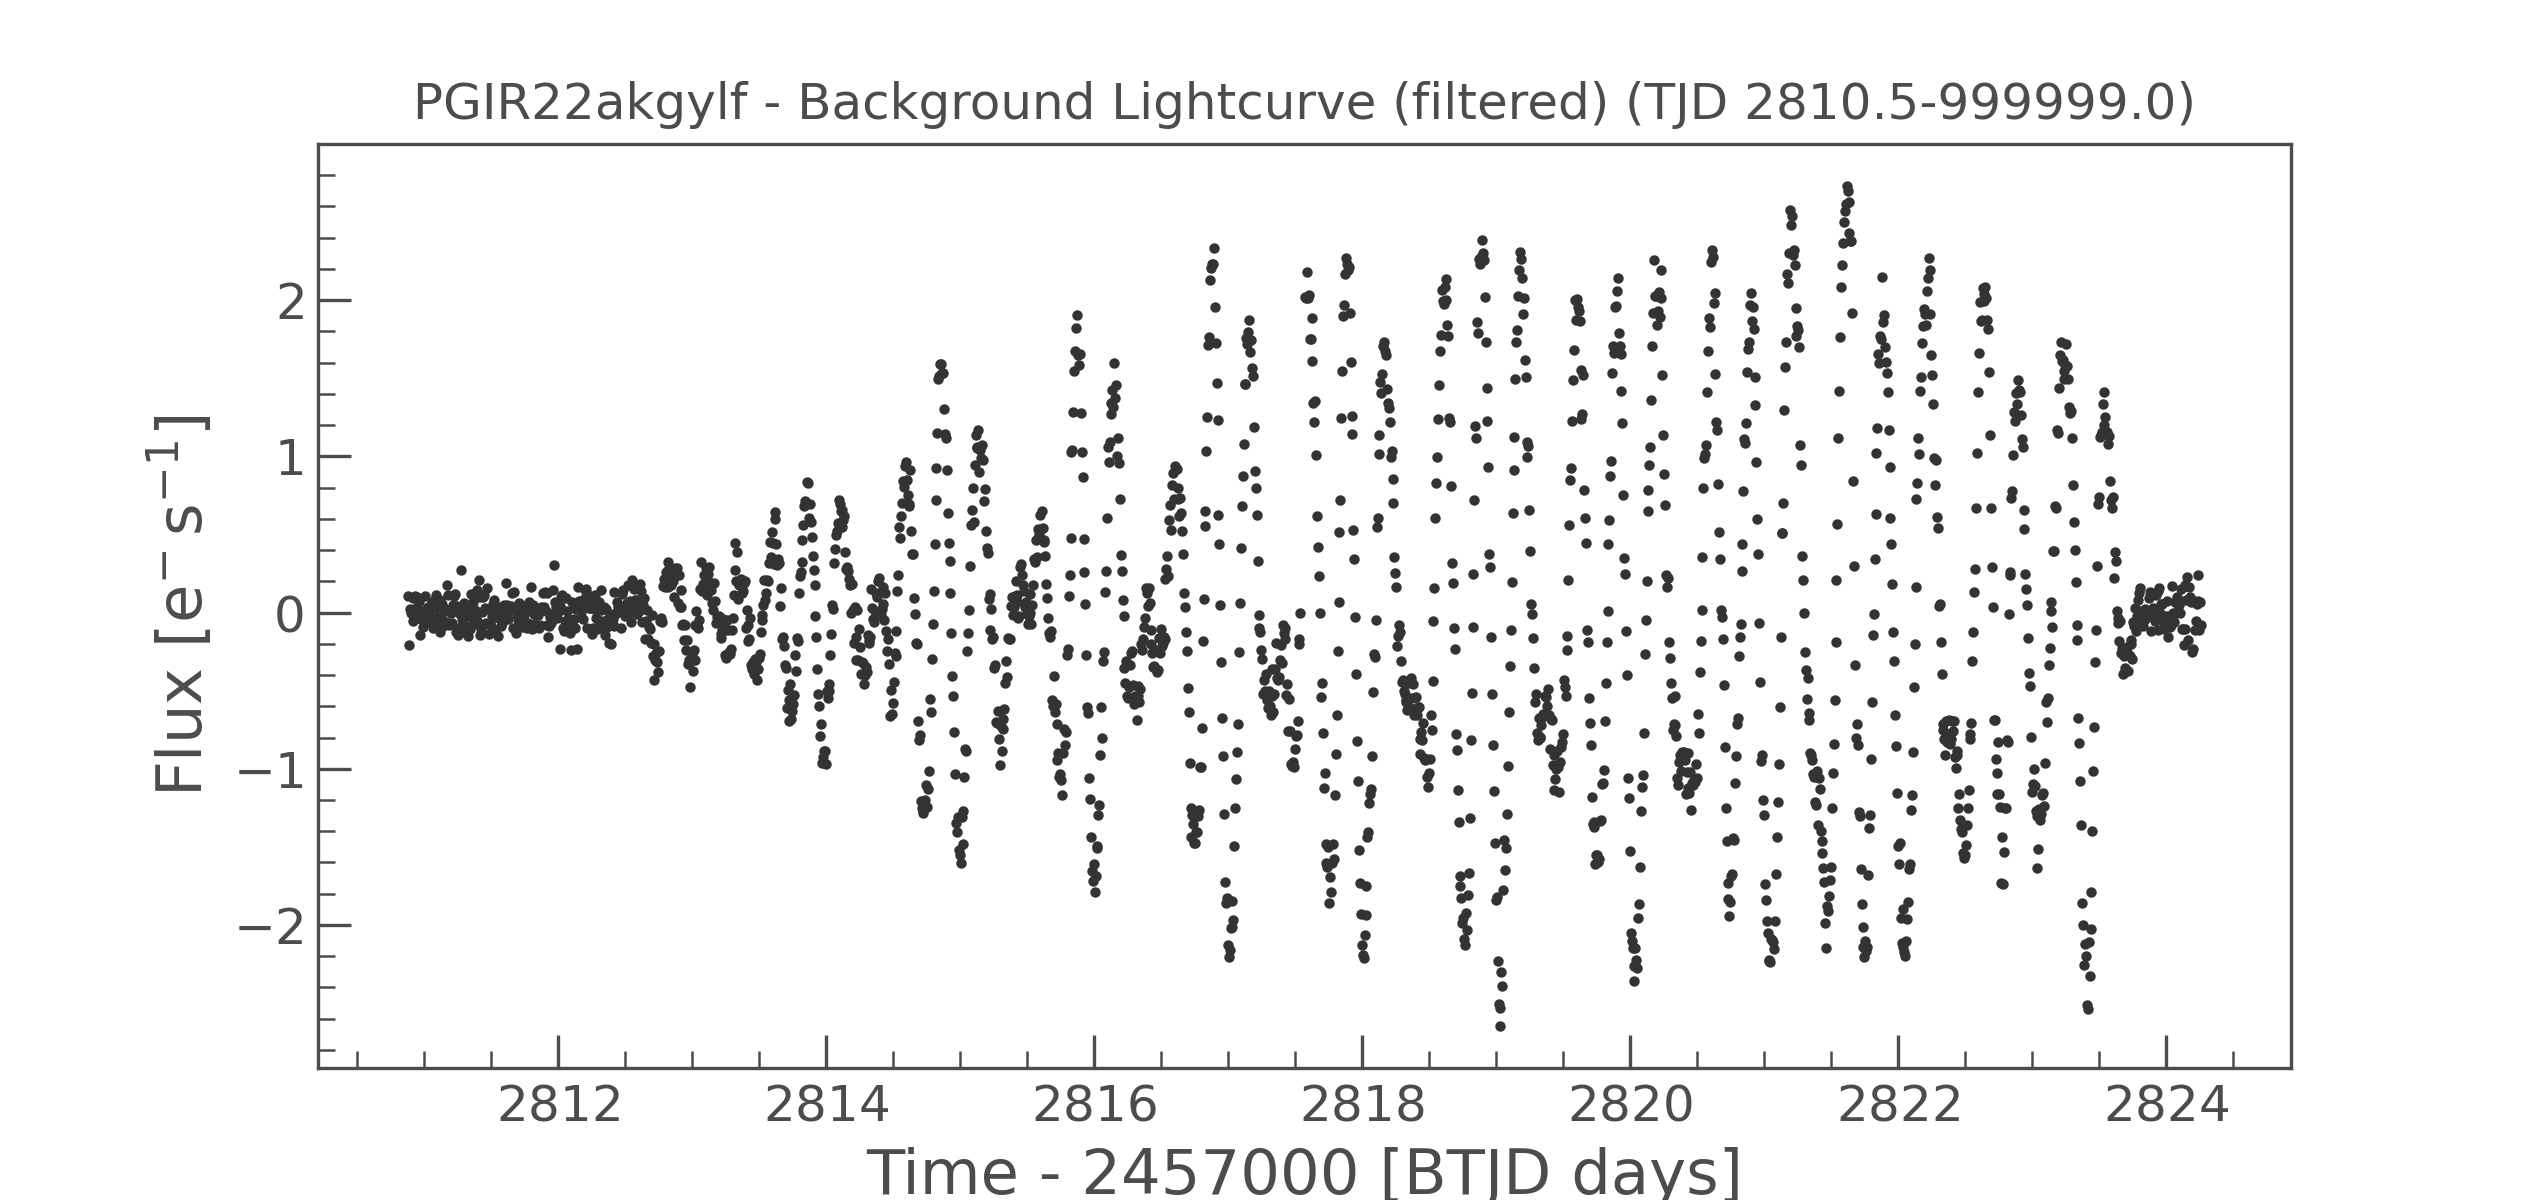 PGIR22akgylf - Background Lightcurve (filtered) (TJD 2810.5-999999.0)
Flux [e⁻ s⁻¹]
2
1
0
−1
−2
2812 2814 2816 2818 2820 2822 2824
Time - 2457000 [BTJD days]